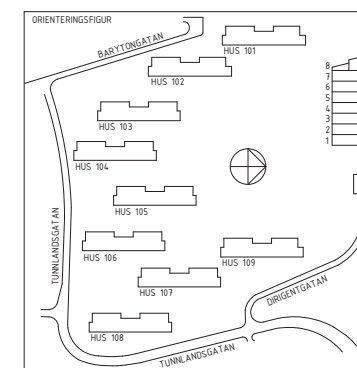 ORIENTERINGSFIGUR
BARYTONGATAN
HUS 101
HUS 102
HUS 103
HUS 104
HUS 105
HUS 106
HUS 107
HUS 108
HUS 109
8
7
6
5
4
3
2
1
TUNNLANDSGATAN
DIRIGENTGATAN
TUNNLANDSGATAN